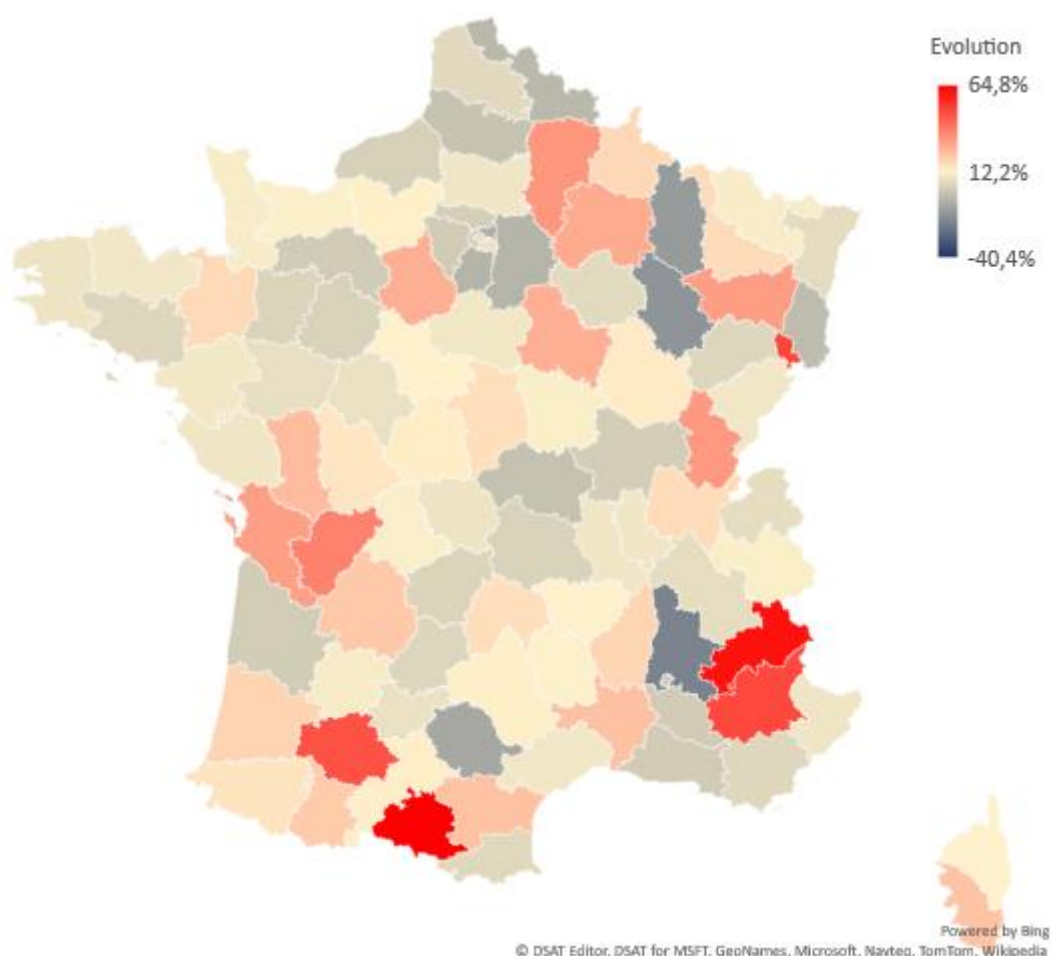 Evolution
64,8%
12,2%
-40,4%
Powered by Bing
© DSAT Editor, DSAT for MSFT, GeoNames, Microsoft, Navteq, TomTom, Wikipedia